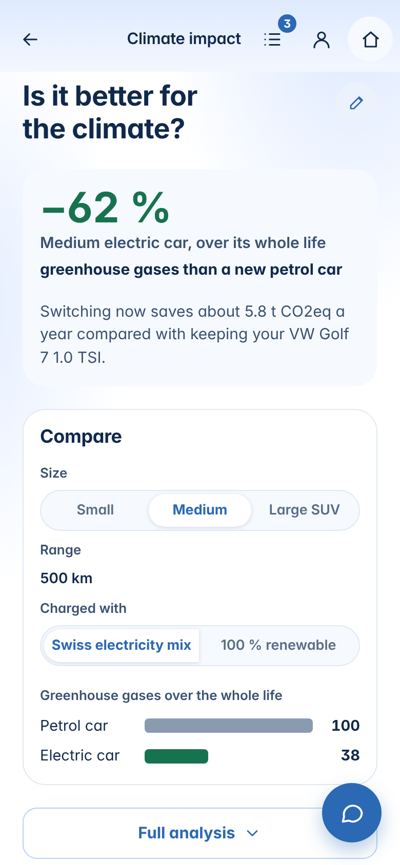 Climate impact
3
Is it better for
the climate?
−62 %
Medium electric car, over its whole life
greenhouse gases than a new petrol car
Switching now saves about 5.8 t CO2eq a
year compared with keeping your VW Golf
7 1.0 TSI.
Compare
Size
Small Medium Large SUV
Range
500 km
Charged with
Swiss electricity mix 100 % renewable
Greenhouse gases over the whole life
Petrol car 100
Electric car 38
Full analysis